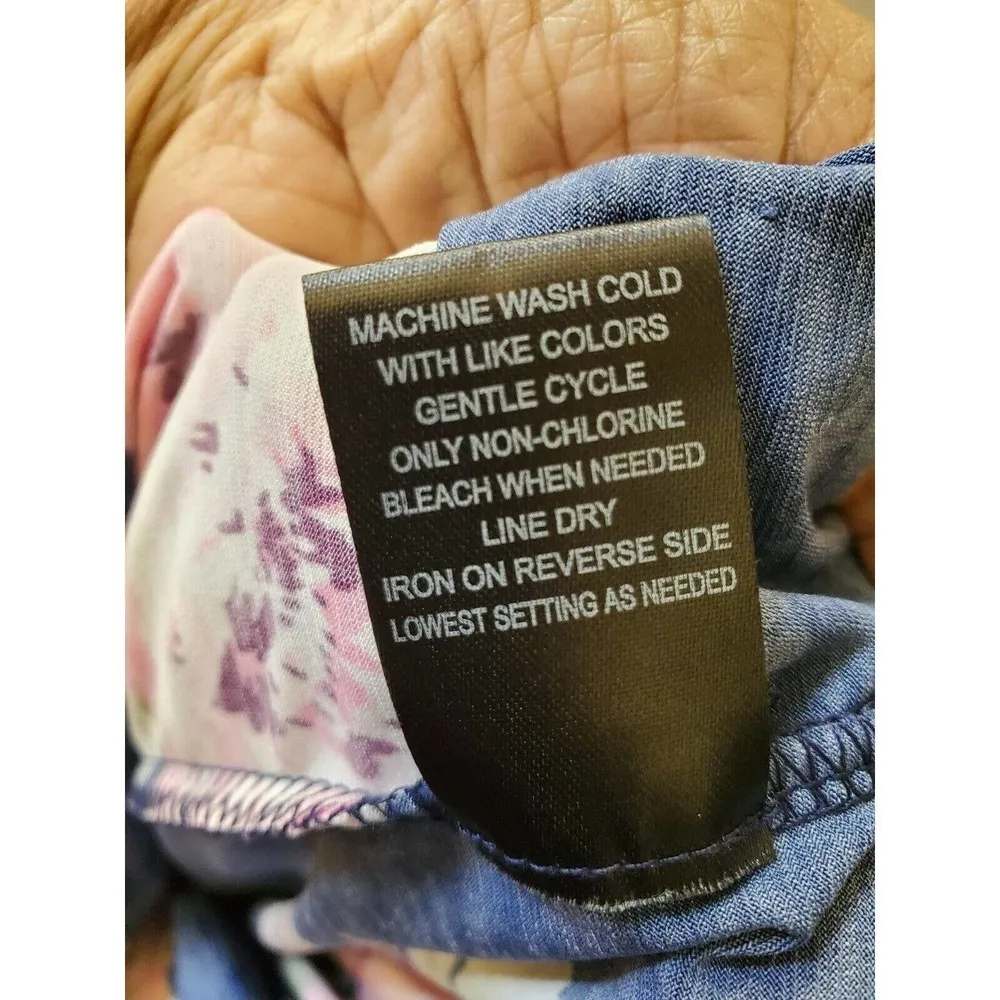 MACHINE WASH COLD
WITH LIKE COLORS
GENTLE CYCLE
ONLY NON-CHLORINE
BLEACH WHEN NEEDED
LINE DRY
IRON ON REVERSE SIDE
LOWEST SETTING AS NEEDED